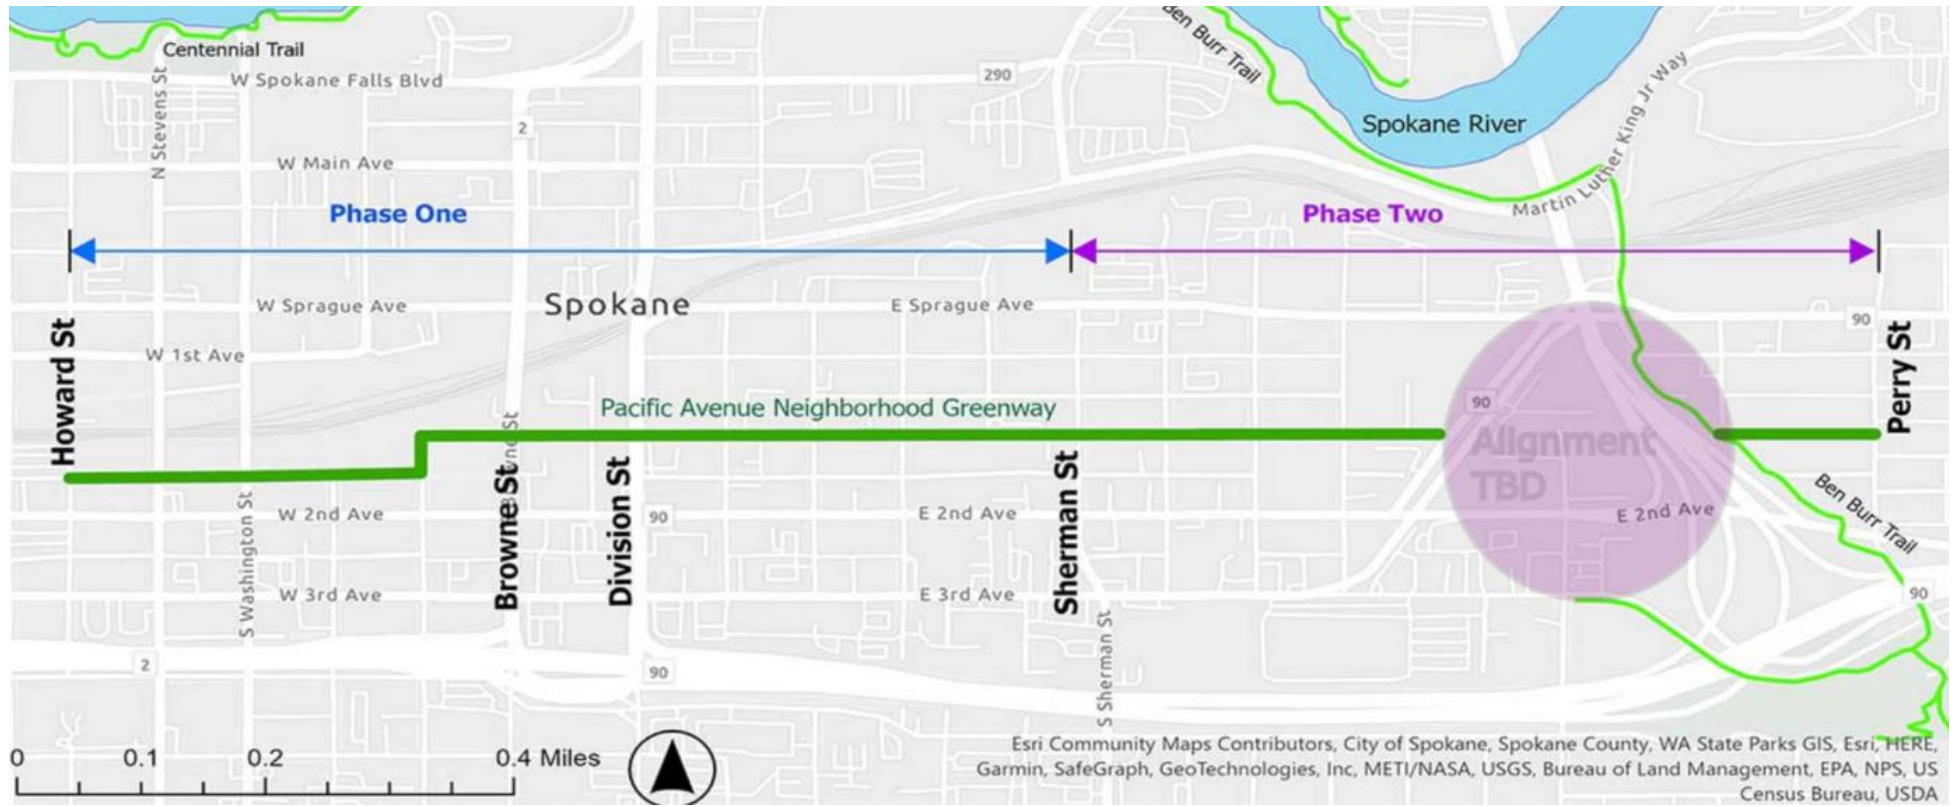 Ben Burr Trail
Centennial Trail
W Spokane Falls Blvd
290
N Stevens St
2
Spokane River
Martin Luther King Jr Way
W Main Ave
Phase One
Phase Two
W Sprague Ave
Spokane
E Sprague Ave
90
Howard St
W 1st Ave
Perry St
Pacific Avenue Neighborhood Greenway
90
Alignment
TBD
Browne St
Division St
Sherman St
S Washington St
W 2nd Ave
90
E 2nd Ave
E 2nd Ave
Ben Burr Trail
W 3rd Ave
E 3rd Ave
90
S Sherman St
2
90
0 0.1 0.2 0.4 Miles
Esri Community Maps Contributors, City of Spokane, Spokane County, WA State Parks GIS, Esri, HERE,
Garmin, SafeGraph, GeoTechnologies, Inc, METI/NASA, USGS, Bureau of Land Management, EPA, NPS, US
Census Bureau, USDA